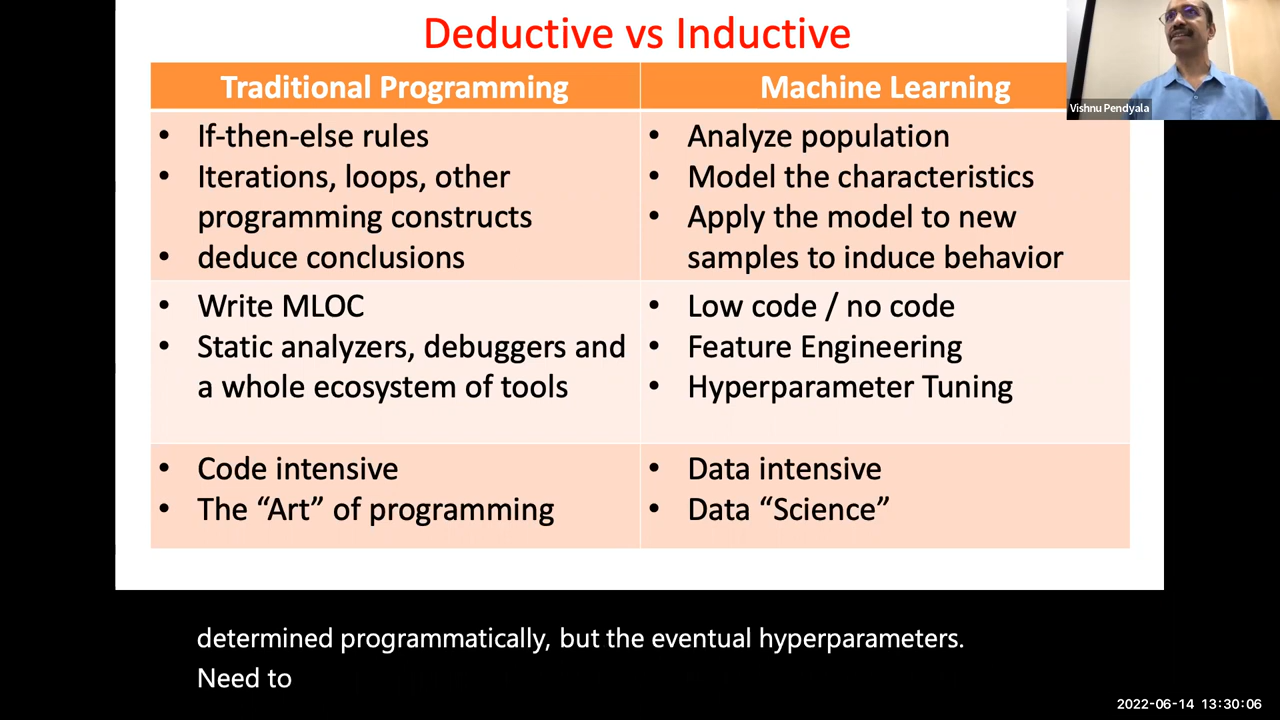 Deductive vs Inductive
Traditional Programming
Machine Learning
• If-then-else rules
• Iterations, loops, other
programming constructs
• deduce conclusions
• Analyze population
• Model the characteristics
• Apply the model to new
samples to induce behavior
• Write MLOC
• Static analyzers, debuggers and
a whole ecosystem of tools
• Low code / no code
• Feature Engineering
• Hyperparameter Tuning
• Code intensive
• The “Art” of programming
• Data intensive
• Data “Science”
Vishnu Pendyala
determined programmatically, but the eventual hyperparameters.
Need to
2022-06-14 13:30:06